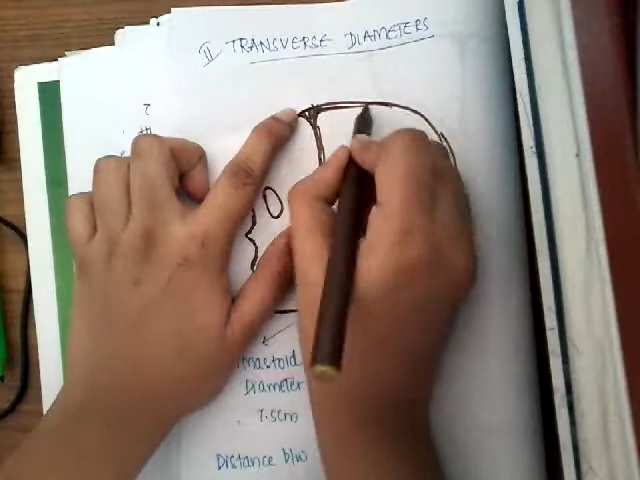 II TRANSVERSE DIAMETERS
mastoid
Diameter
7.5cm
Distance b/w